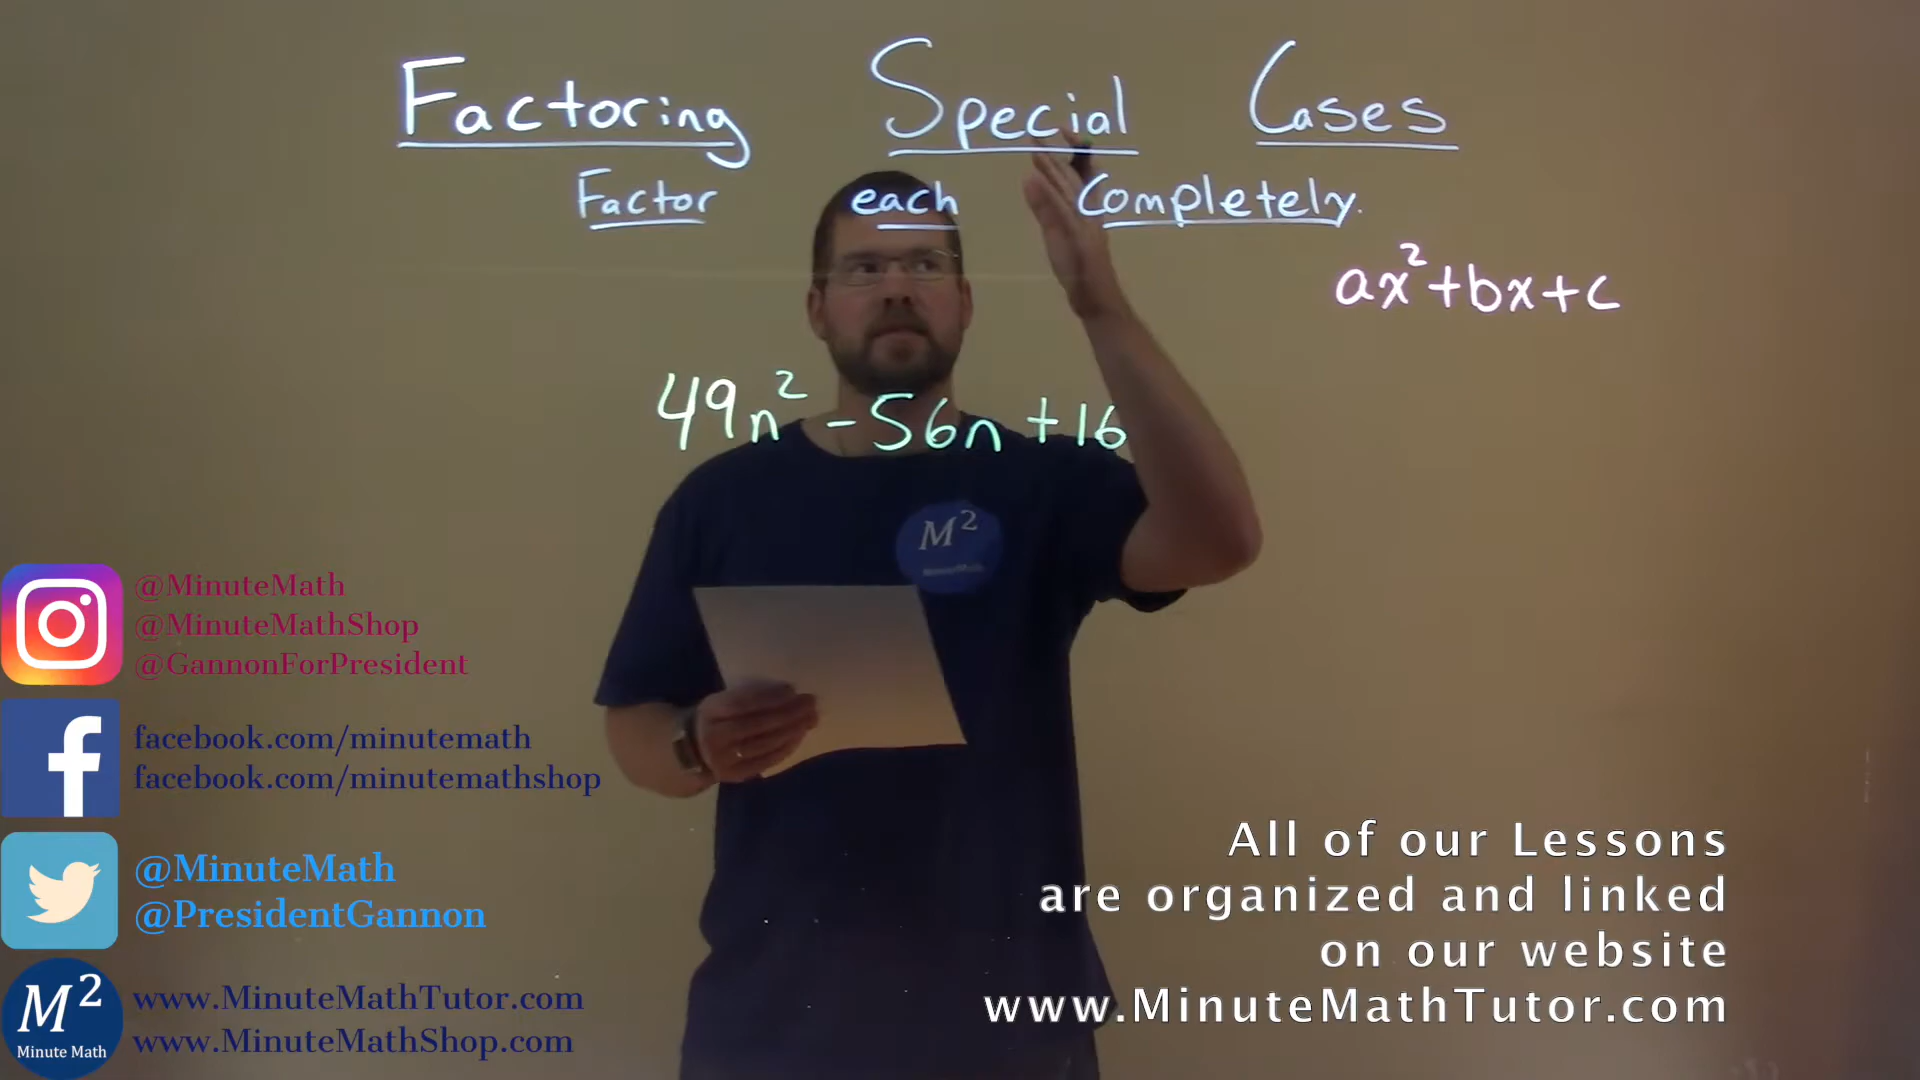 Factoring Special Cases
Factor each Completely.
ax²+bx+c
49n² -56n +16
M²
@MinuteMath
@MinuteMathShop
@GannonForPresident
facebook.com/minutemath
facebook.com/minutemathshop
@MinuteMath
@PresidentGannon
M²
Minute Math
www.MinuteMathTutor.com
www.MinuteMathShop.com
All of our Lessons
are organized and linked
on our website
www.MinuteMathTutor.com